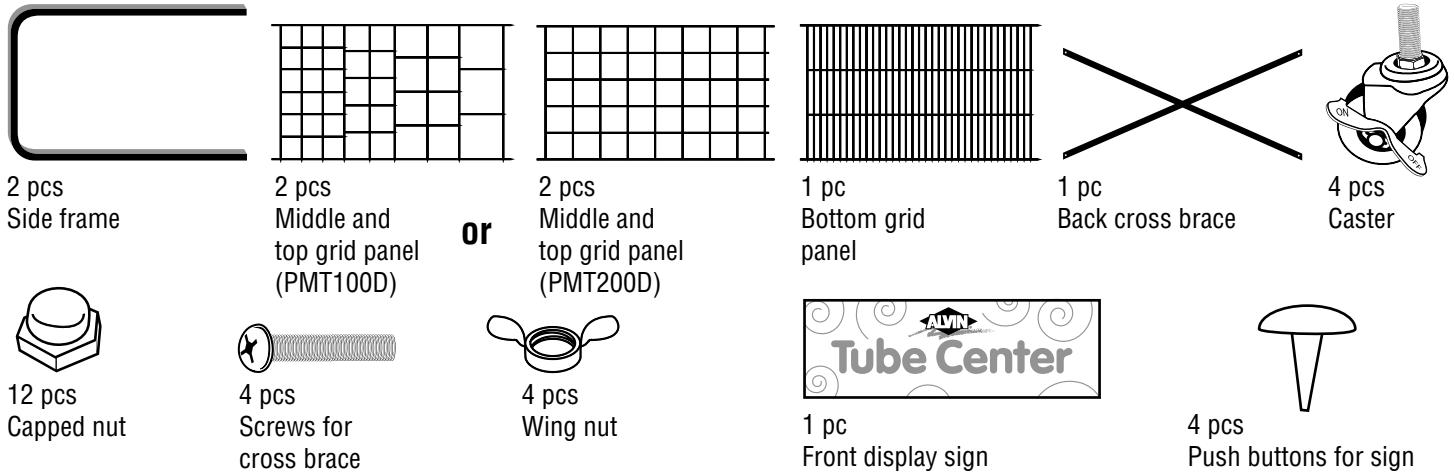 2 pcs
Side frame
2 pcs
Middle and
top grid panel
(PMT100D)
or
2 pcs
Middle and
top grid panel
(PMT200D)
1 pc
Bottom grid
panel
1 pc
Back cross brace
ON
OFF
4 pcs
Caster
12 pcs
Capped nut
4 pcs
Screws for
cross brace
4 pcs
Wing nut
ALVIN
Tube Center
1 pc
Front display sign
4 pcs
Push buttons for sign